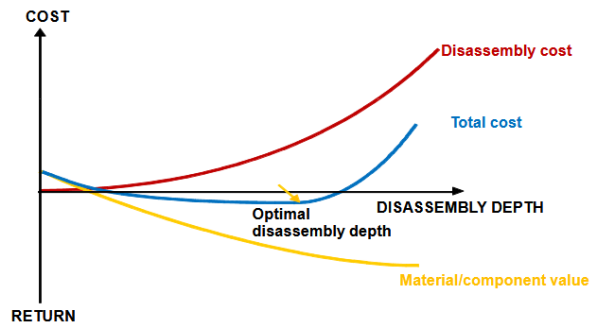 COST
Disassembly cost
Total cost
DISASSEMBLY DEPTH
Optimal
disassembly depth
Material/component value
RETURN